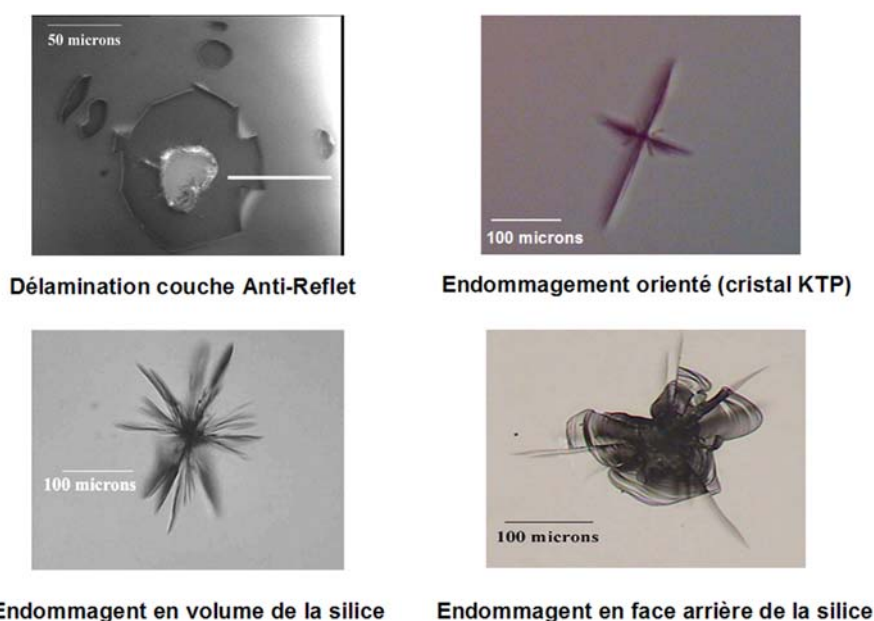 50 microns
100 microns
Délamination couche Anti-Reflet
Endommagement orienté (cristal KTP)
100 microns
100 microns
Endommagent en volume de la silice
Endommagent en face arrière de la silice